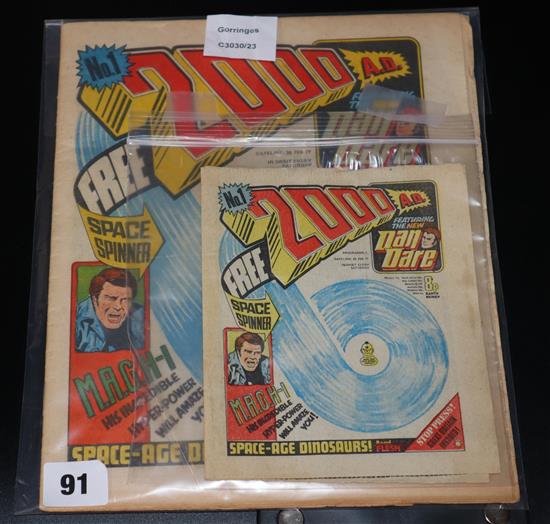 Gorringes
C3030/23
No.1
2000
A.D.
FREE
SPACE
SPINNER
M.A.C.H-1
HIS INCREDIBLE
HYPER-POWER
WILL AMAZE
YOU!
SPACE-AGE D
91
No.1
2000
A.D.
FEATURING
THE NEW
Dan
Dare
8p
EARTH
MONEY
FREE
SPACE
SPINNER
M.A.C.H-1
HIS INCREDIBLE
HYPER-POWER
WILL AMAZE
YOU!
STOP PRESS!
SPACE-AGE DINOSAURS!
FLESH